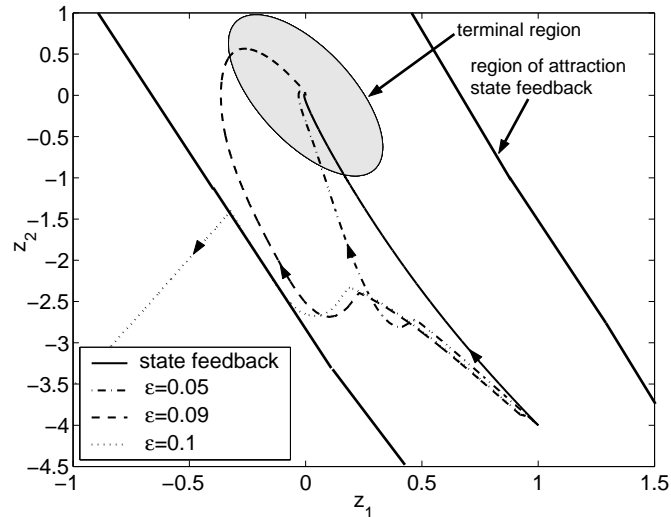 1
0.5
0
-0.5
-1
-1.5
-2
-2.5
-3
-3.5
-4
-4.5
z2
terminal region
region of attraction
state feedback
state feedback
ε=0.05
ε=0.09
ε=0.1
-1
-0.5
0
0.5
1
1.5
z1